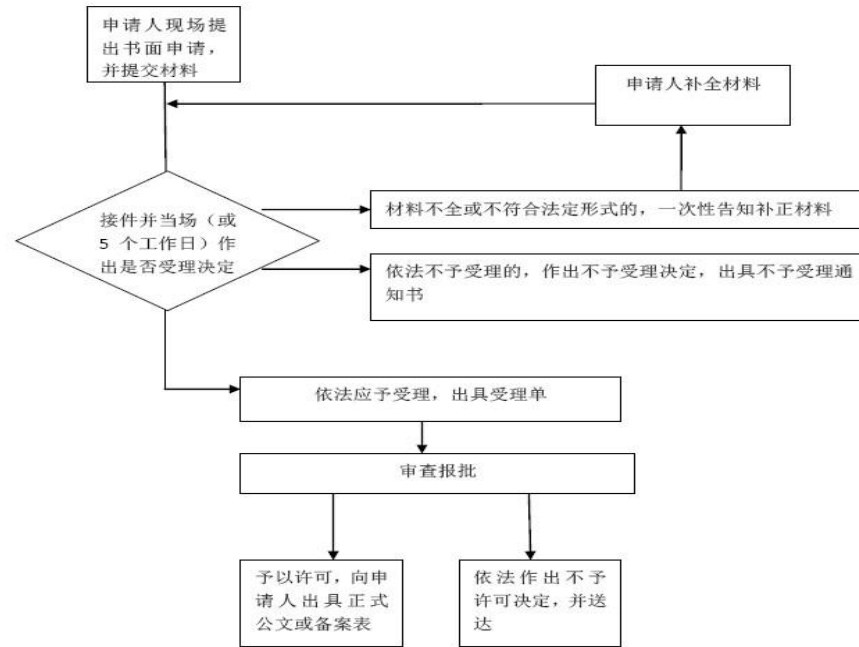 申请人现场提
出书面申请，
并提交材料
申请人补全材料
接件并当场（或
5 个工作日）作
出是否受理决定
材料不全或不符合法定形式的，一次性告知补正材料
依法不予受理的，作出不予受理决定，出具不予受理通
知书
依法应予受理，出具受理单
审查报批
予以许可，向申
请人出具正式
公文或备案表
依法作出不予
许可决定，并送
达